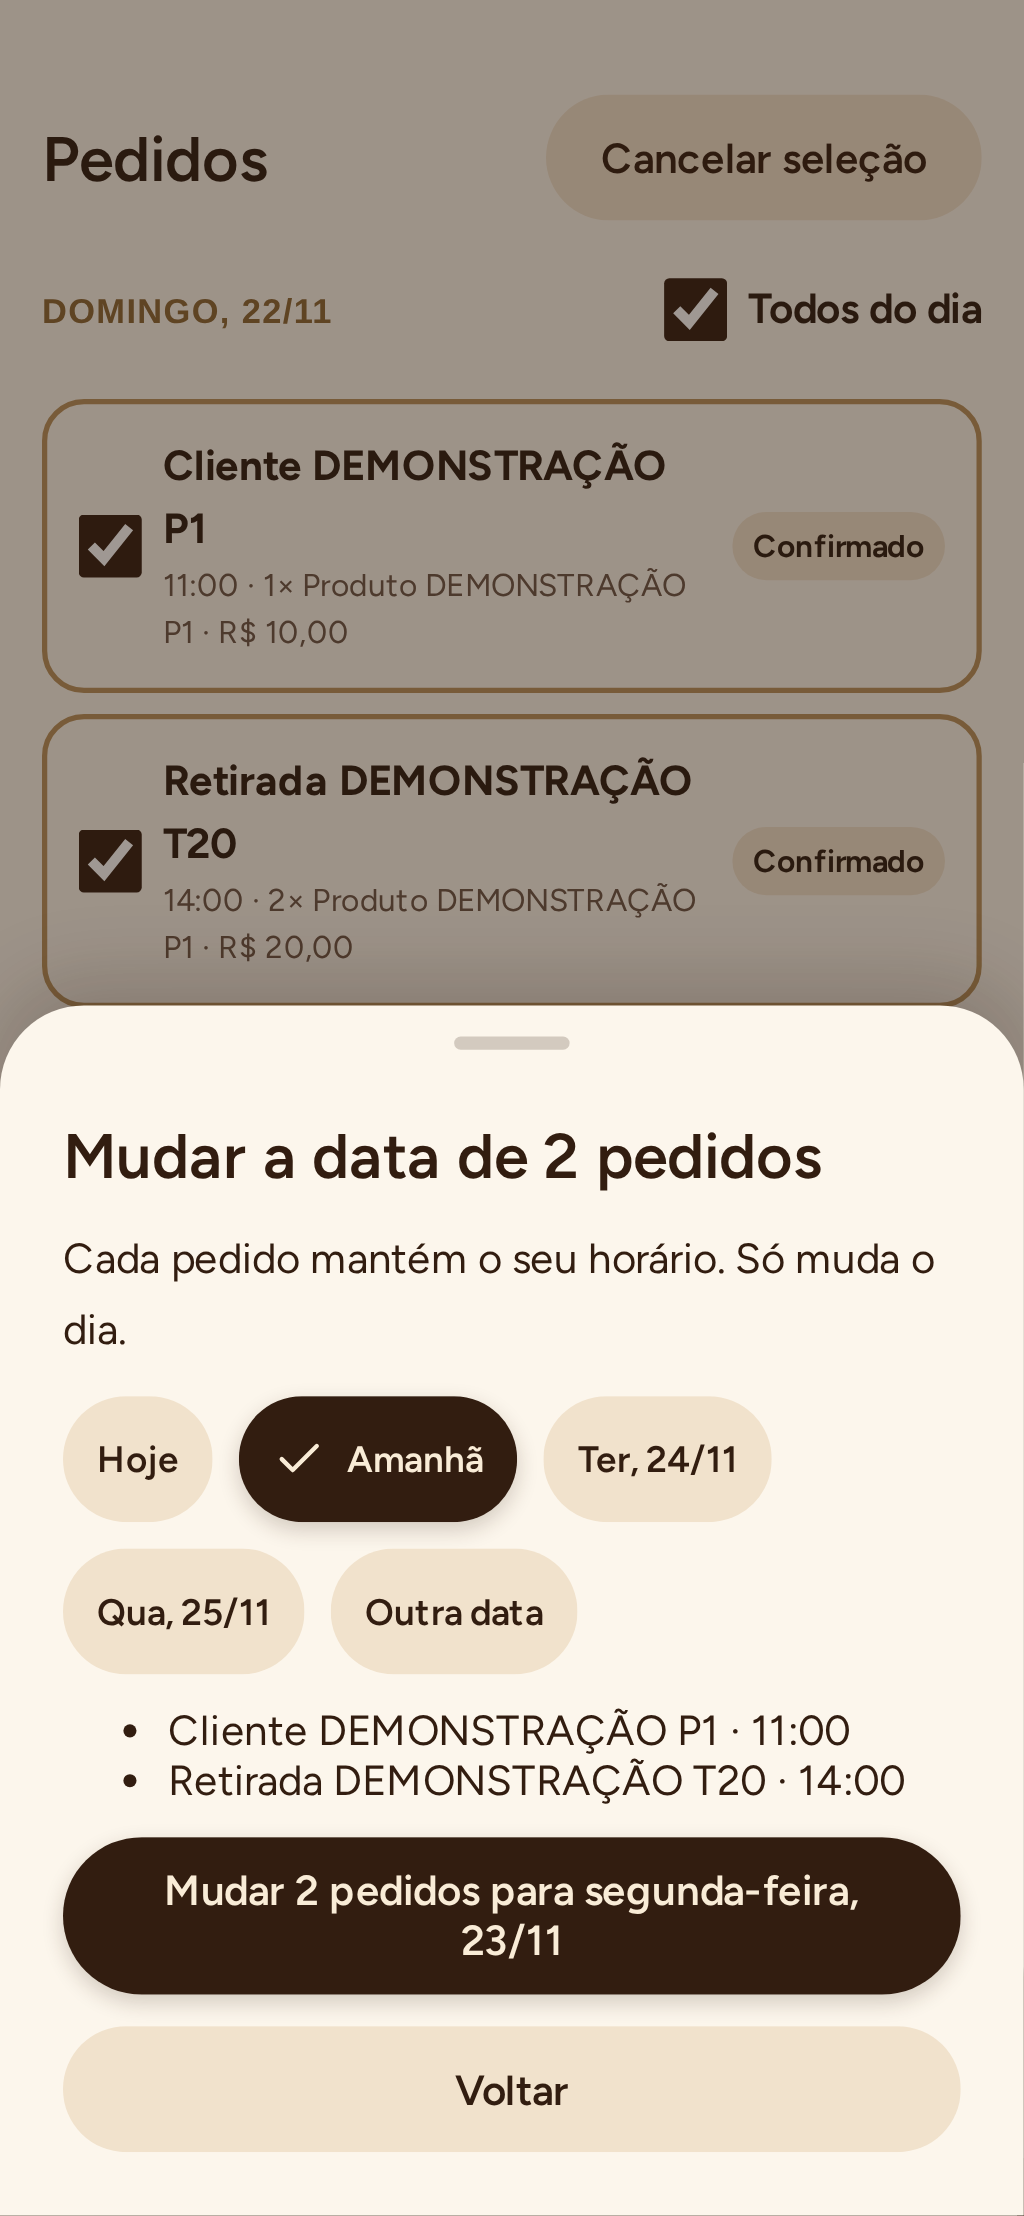 Pedidos
Cancelar seleção
DOMINGO, 22/11
Todos do dia
Cliente DEMONSTRAÇÃO
P1
11:00 · 1× Produto DEMONSTRAÇÃO
P1 · R$ 10,00
Confirmado
Retirada DEMONSTRAÇÃO
T20
14:00 · 2× Produto DEMONSTRAÇÃO
P1 · R$ 20,00
Confirmado
Mudar a data de 2 pedidos
Cada pedido mantém o seu horário. Só muda o
dia.
Hoje
Amanhã
Ter, 24/11
Qua, 25/11
Outra data
• Cliente DEMONSTRAÇÃO P1 · 11:00
• Retirada DEMONSTRAÇÃO T20 · 14:00
Mudar 2 pedidos para segunda-feira,
23/11
Voltar